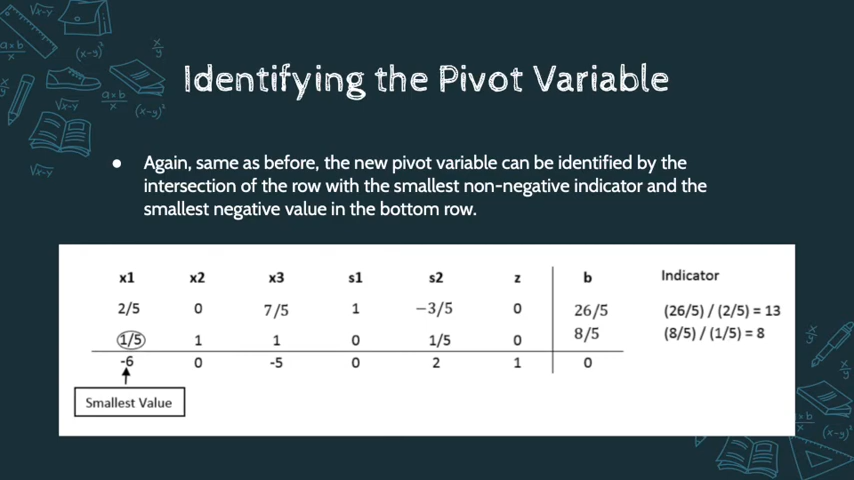 Identifying the Pivot Variable
Again, same as before, the new pivot variable can be identified by the
intersection of the row with the smallest non-negative indicator and the
smallest negative value in the bottom row.
x1 x2 x3 s1 s2 z b Indicator
2/5 0 7/5 1 −3/5 0 26/5 (26/5) / (2/5) = 13
1/5 1 1 0 1/5 0 8/5 (8/5) / (1/5) = 8
-6 0 -5 0 2 1 0
Smallest Value